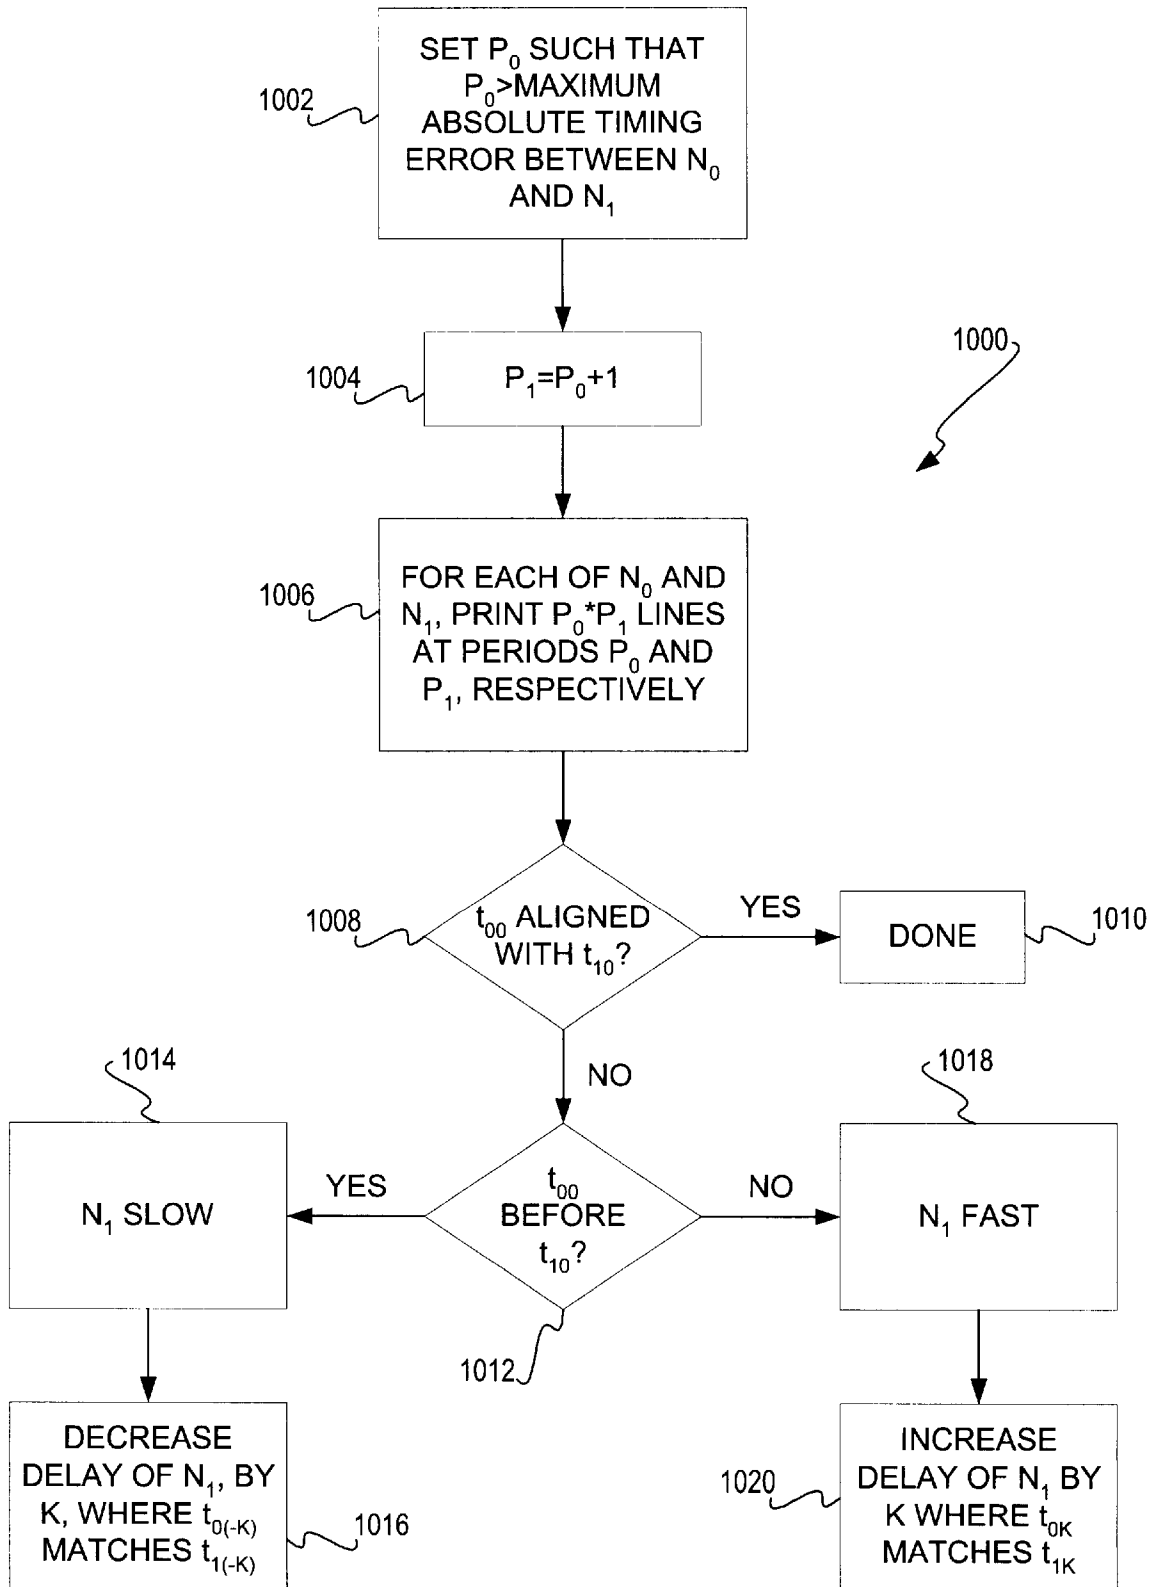 SET P₀ SUCH THAT
P₀>MAXIMUM
ABSOLUTE TIMING
ERROR BETWEEN N₀
AND N₁
1002
1000
P₁=P₀+1
1004
FOR EACH OF N₀ AND
N₁, PRINT P₀*P₁ LINES
AT PERIODS P₀ AND
P₁, RESPECTIVELY
1006
t₀₀ ALIGNED
WITH t₁₀?
1008
YES
DONE
1010
NO
1014
1018
t₀₀
BEFORE
t₁₀?
YES
NO
N₁ SLOW
N₁ FAST
1012
DECREASE
DELAY OF N₁, BY
K, WHERE t₀₍₋ₖ₎
MATCHES t₁₍₋ₖ₎
1016
INCREASE
DELAY OF N₁ BY
K WHERE t₀ₖ
MATCHES t₁ₖ
1020